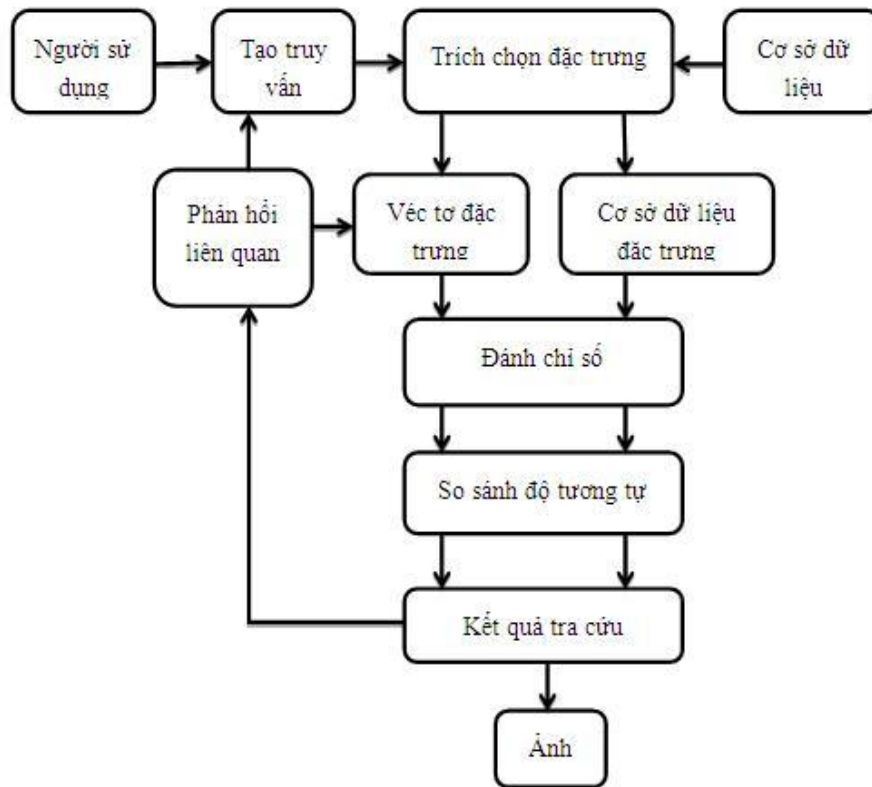 Người sử
dụng
Tạo truy
vấn
Trích chọn đặc trưng
Cơ sở dữ
liệu
Phản hồi
liên quan
Véc tơ đặc
trưng
Cơ sở dữ liệu
đặc trưng
Đánh chỉ số
So sánh độ tương tự
Kết quả tra cứu
Ảnh